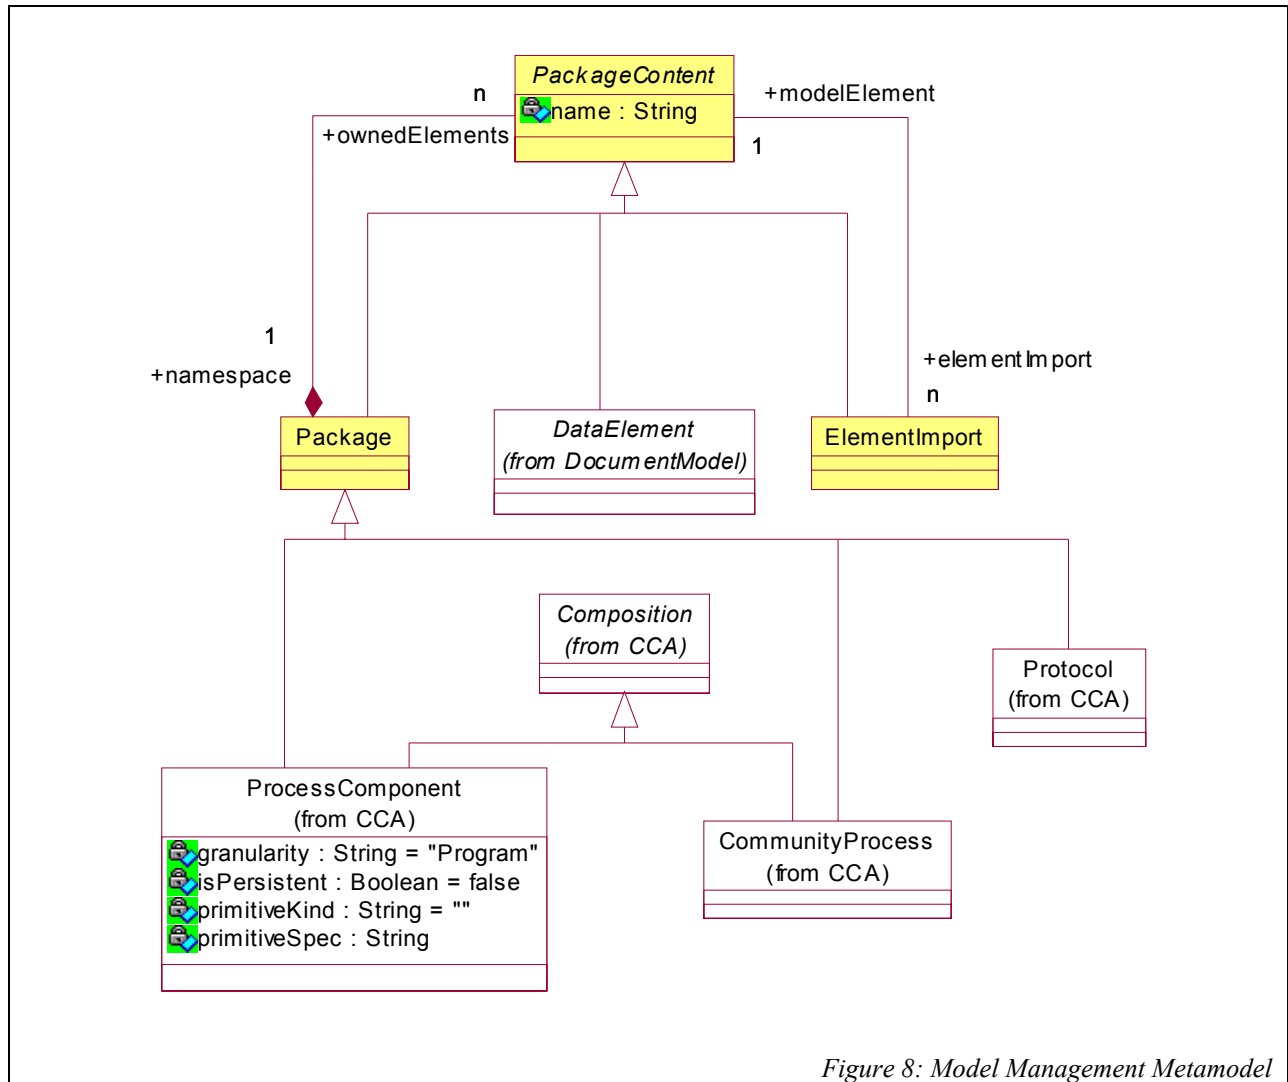 PackageContent
name : String
n
+ownedElements
+modelElement
1
1
+namespace
+elementImport
n
Package
DataElement
(from DocumentModel)
ElementImport
Composition
(from CCA)
Protocol
(from CCA)
ProcessComponent
(from CCA)
granularity : String = "Program"
isPersistent : Boolean = false
primitiveKind : String = ""
primitiveSpec : String
CommunityProcess
(from CCA)
Figure 8: Model Management Metamodel